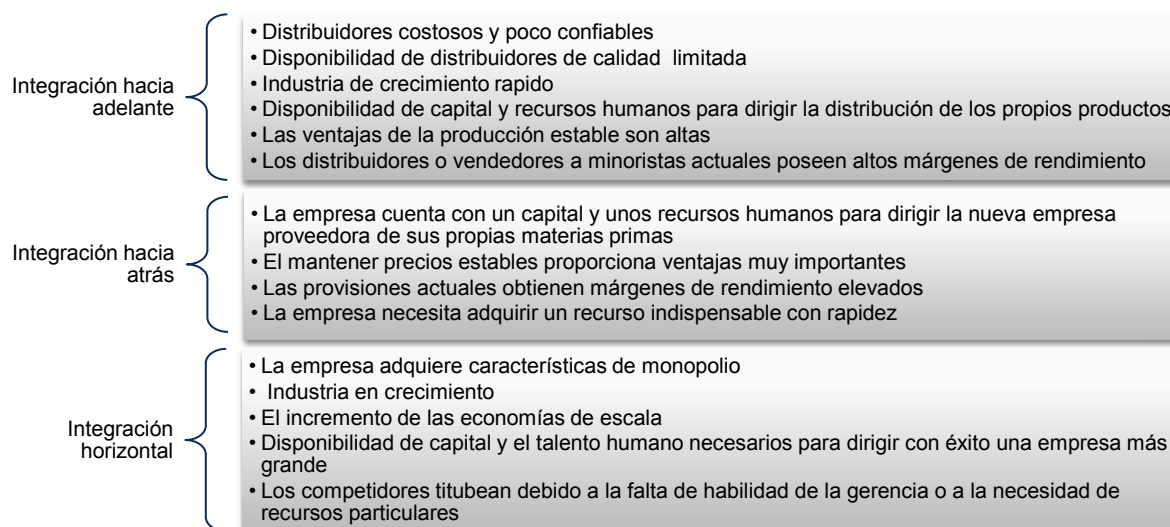 Integración hacia
adelante
• Distribuidores costosos y poco confiables
• Disponibilidad de distribuidores de calidad limitada
• Industria de crecimiento rapido
• Disponibilidad de capital y recursos humanos para dirigir la distribución de los propios productos
• Las ventajas de la producción estable son altas
• Los distribuidores o vendedores a minoristas actuales poseen altos márgenes de rendimiento
Integración hacia
atrás
• La empresa cuenta con un capital y unos recursos humanos para dirigir la nueva empresa
proveedora de sus propias materias primas
• El mantener precios estables proporciona ventajas muy importantes
• Las provisiones actuales obtienen márgenes de rendimiento elevados
• La empresa necesita adquirir un recurso indispensable con rapidez
Integración
horizontal
• La empresa adquiere características de monopolio
• Industria en crecimiento
• El incremento de las economías de escala
• Disponibilidad de capital y el talento humano necesarios para dirigir con éxito una empresa más
grande
• Los competidores titubean debido a la falta de habilidad de la gerencia o a la necesidad de
recursos particulares